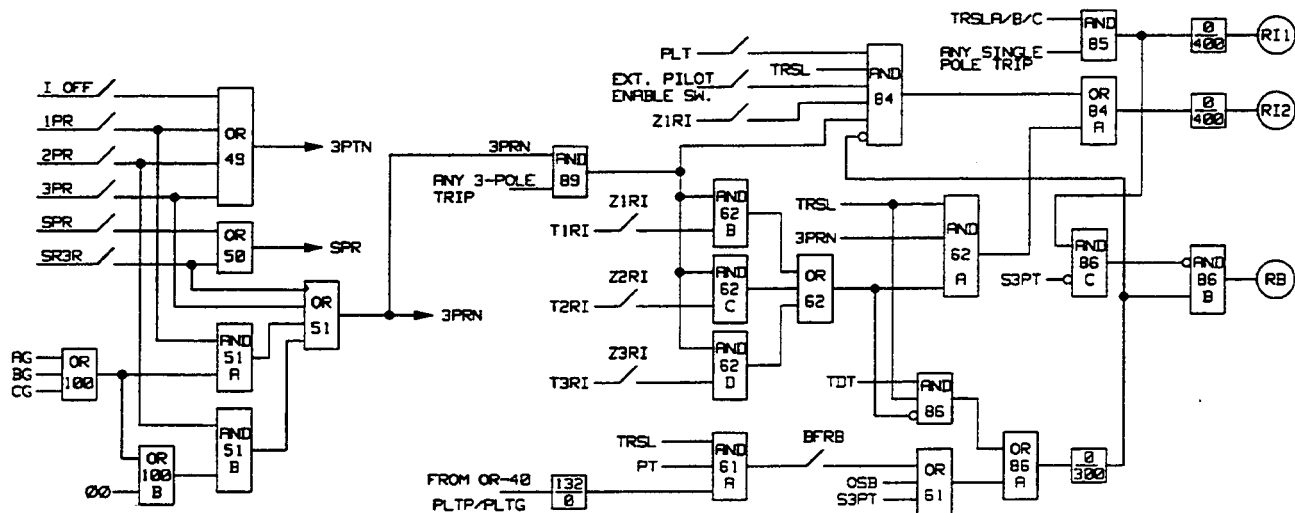 I OFF
1PR
2PR
3PR
SPR
SR3R
OR
49
3PTN
OR
50
SPR
OR
51
3PRN
AG
BG
CG
OR
100
AND
51
A
AND
51
B
OR
100
B
ØØ
PLT
TRSL
EXT. PILOT
ENABLE SW.
Z1RI
AND
84
3PRN
ANY 3-POLE
TRIP
AND
89
Z1RI
T1RI
AND
62
B
Z2RI
T2RI
AND
62
C
Z3RI
T3RI
AND
62
D
OR
62
TRSL
3PRN
AND
62
A
TRSLA/B/C
ANY SINGLE
POLE TRIP
AND
85
0
400
RI1
OR
84
A
0
400
RI2
S3PT
AND
86
C
AND
86
B
RB
TDT
AND
86
TRSL
PT
AND
61
A
FROM OR-40
PLTP/PLTG
132
0
BFRB
OSB
S3PT
OR
61
OR
86
A
0
300